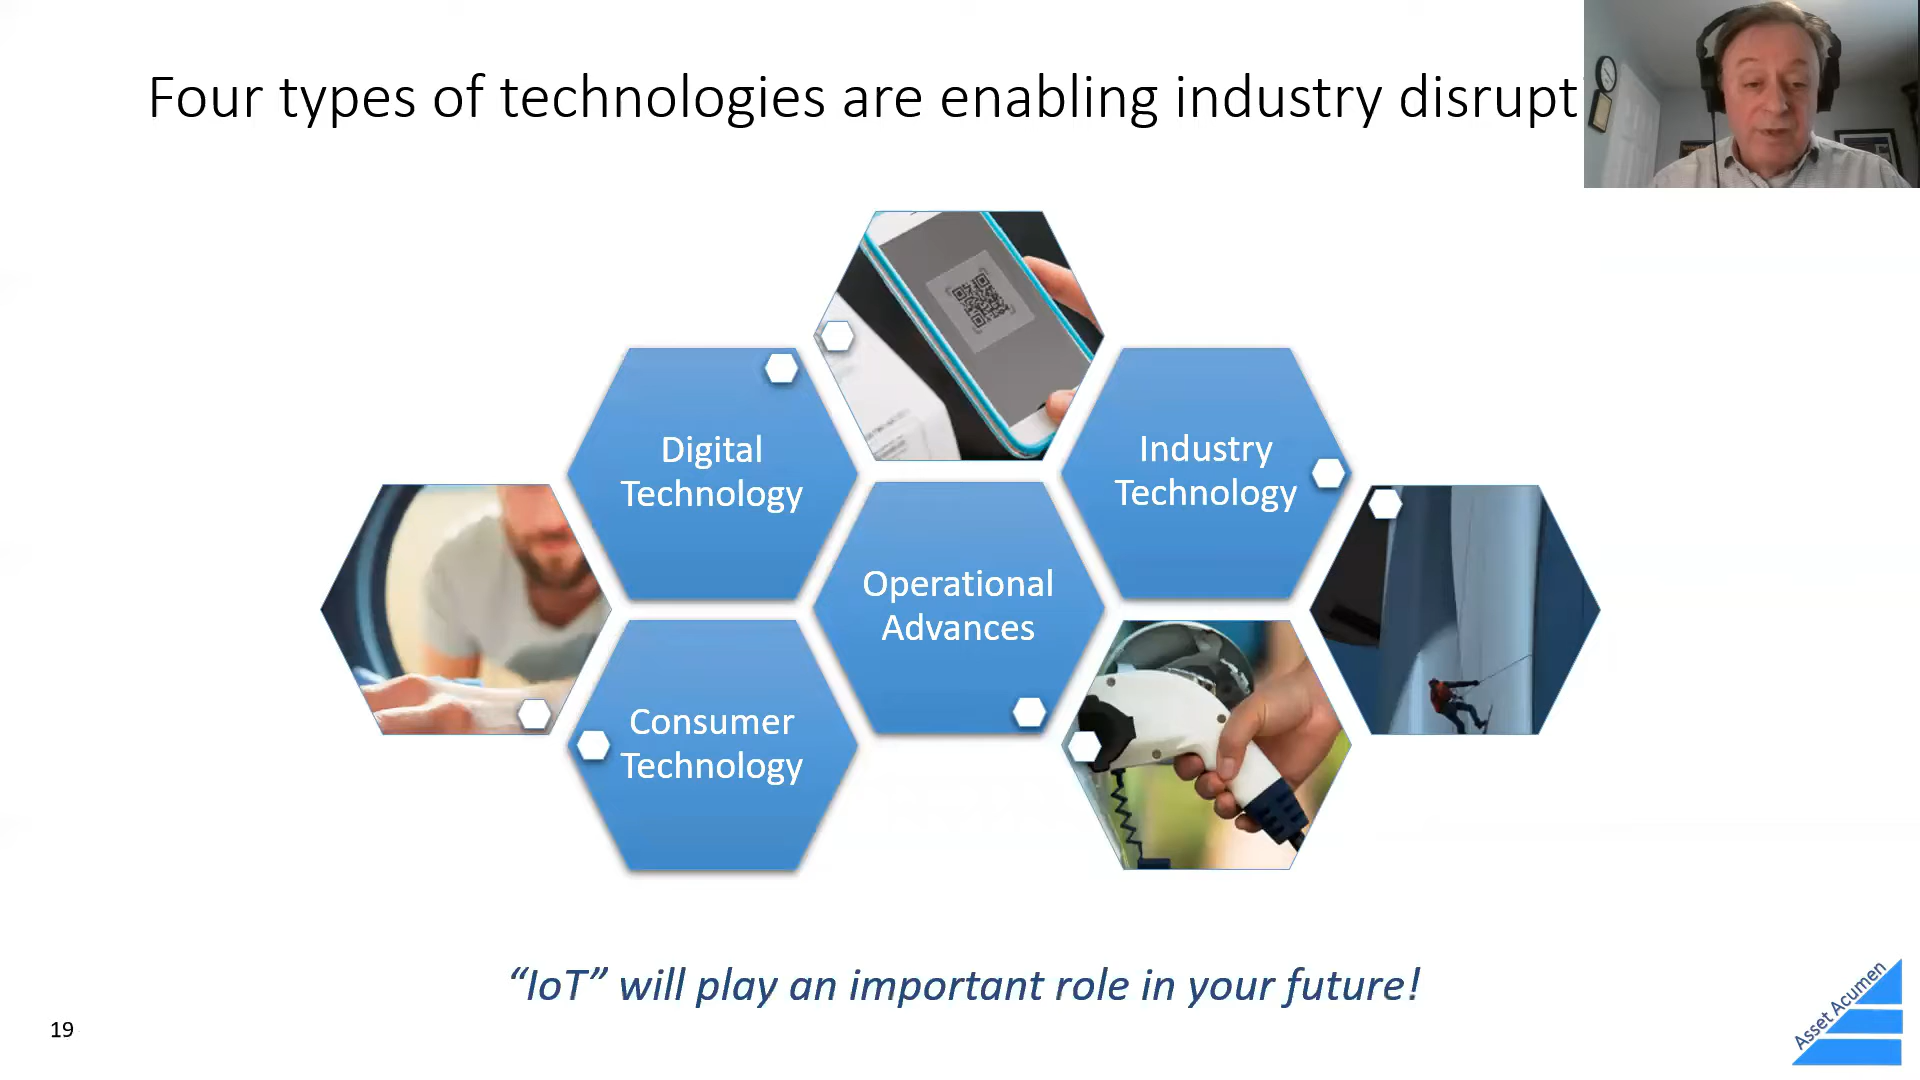 Four types of technologies are enabling industry disrupt
Digital
Technology
Industry
Technology
Operational
Advances
Consumer
Technology
“IoT” will play an important role in your future!
19
Asset Acumen